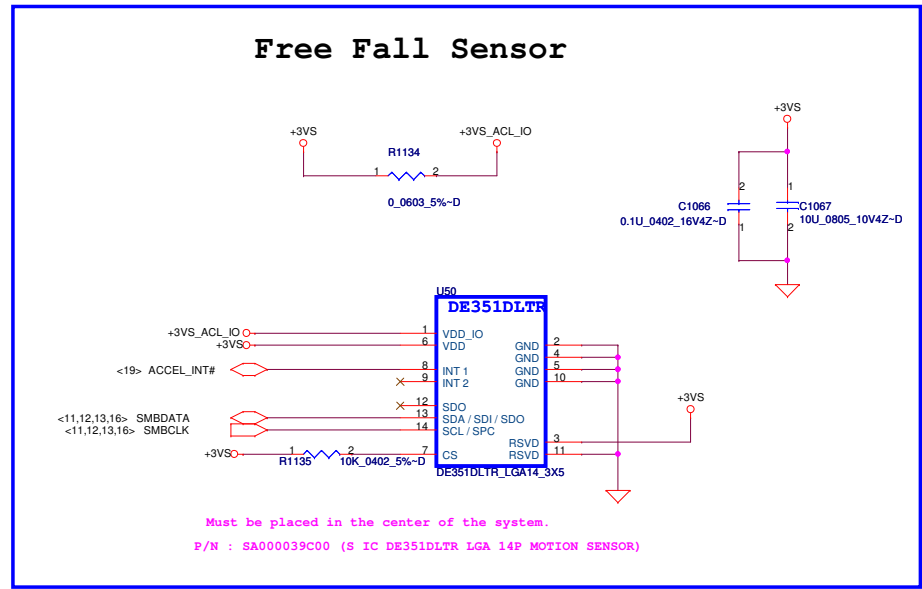 Free Fall Sensor
+3VS
+3VS_ACL_IO
R1134
1 2
0_0603_5%~D
+3VS
2 1
C1066 C1067
0.1U_0402_16V4Z~D 10U_0805_10V4Z~D
1 2
U50
DE351DLTR
+3VS_ACL_IO 1 VDD_IO
+3VS 6 VDD GND 2
GND 4
<19> ACCEL_INT# 8 INT 1 GND 5
9 INT 2 GND 10
12 SDO
<11,12,13,16> SMBDATA 13 SDA / SDI / SDO
<11,12,13,16> SMBCLK 14 SCL / SPC
+3VS
RSVD 3
+3VS 1 2 7 CS RSVD 11
R1135 10K_0402_5%~D
DE351DLTR_LGA14_3X5
Must be placed in the center of the system.
P/N : SA000039C00 (S IC DE351DLTR LGA 14P MOTION SENSOR)